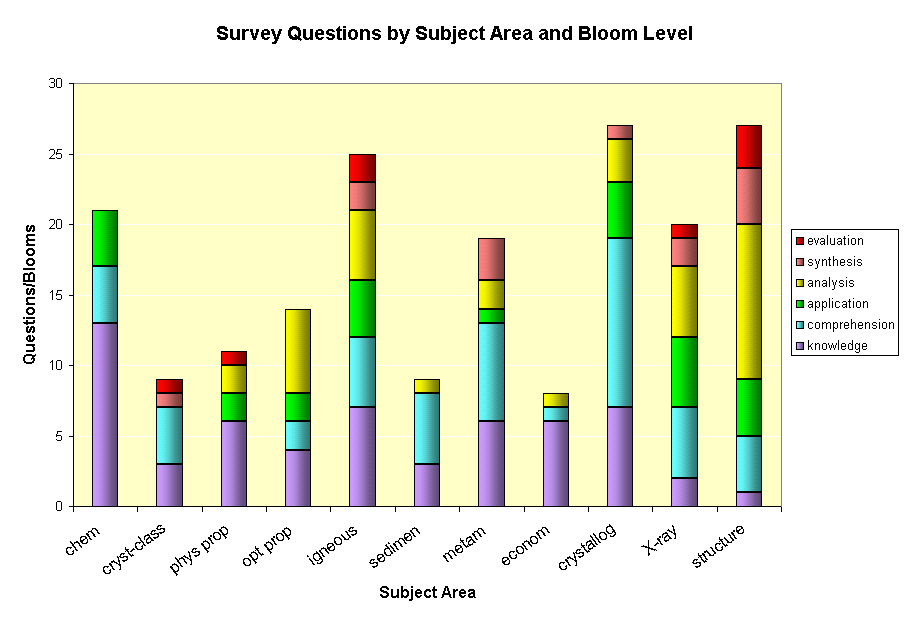 Survey Questions by Subject Area and Bloom Level
Questions/Blooms
30
25
20
15
10
5
0
chem
cryst-class
phys prop
opt prop
igneous
sedimen
metam
econom
crystallog
X-ray
structure
Subject Area
evaluation
synthesis
analysis
application
comprehension
knowledge